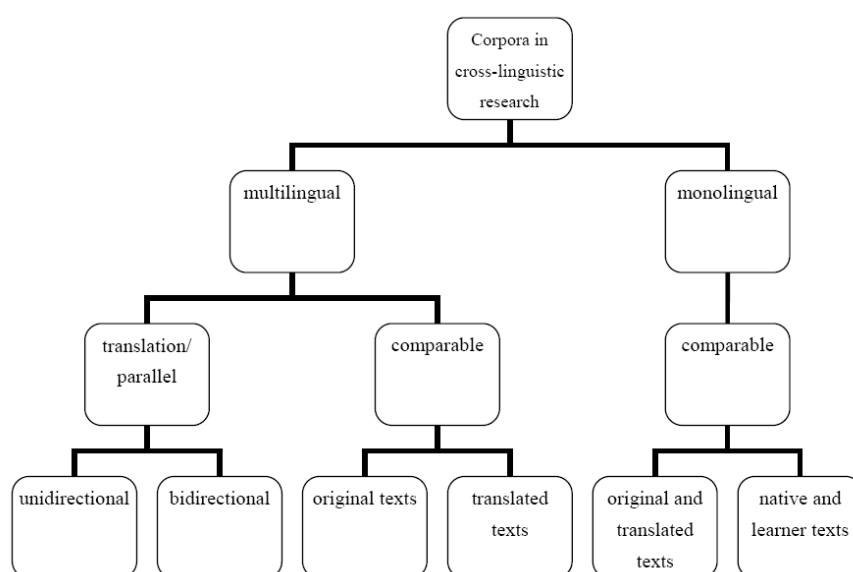 Corpora in
cross-linguistic
research
multilingual
monolingual
translation/
parallel
comparable
comparable
unidirectional
bidirectional
original texts
translated
texts
original and
translated
texts
native and
learner texts